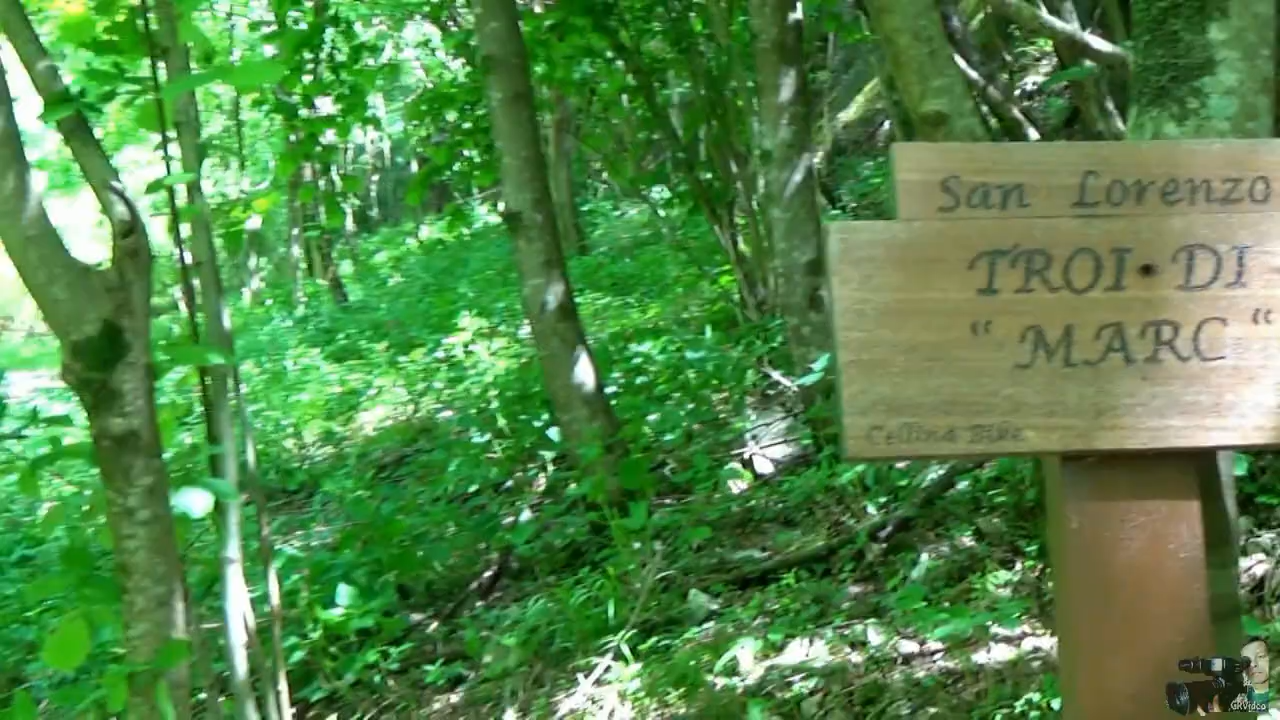 San Lorenzo
TROI•DI
“ MARC “
Cellina Bike
GRVideo